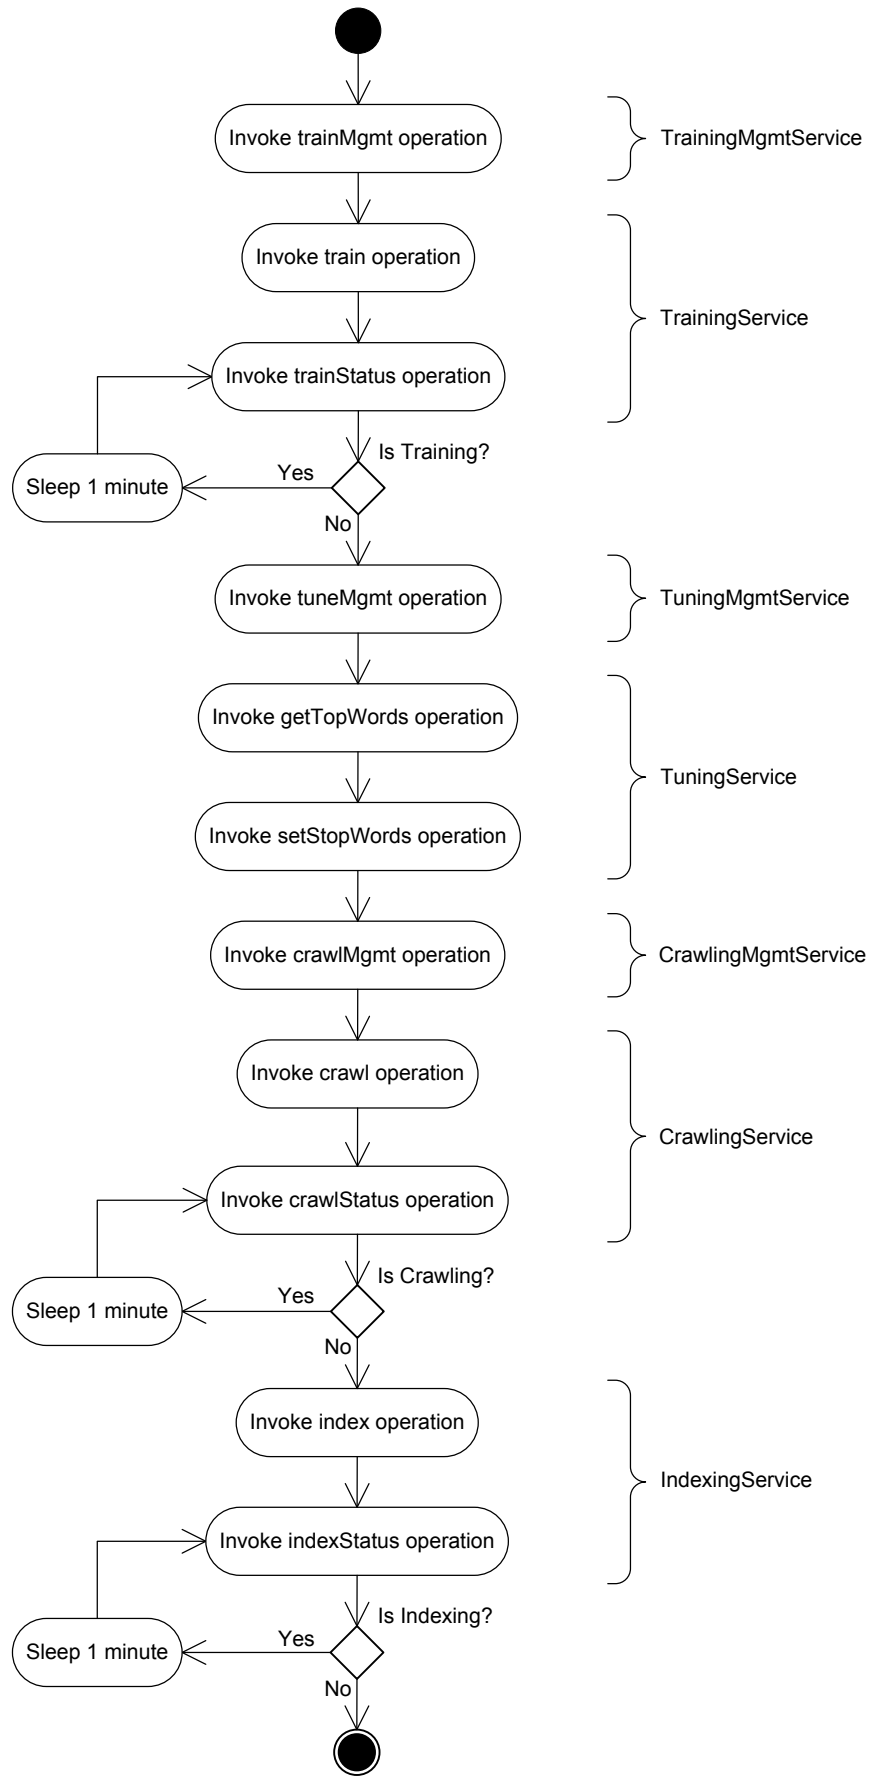 Invoke trainMgmt operation
TrainingMgmtService
Invoke train operation
TrainingService
Invoke trainStatus operation
Is Training?
Yes
Sleep 1 minute
No
Invoke tuneMgmt operation
TuningMgmtService
Invoke getTopWords operation
TuningService
Invoke setStopWords operation
Invoke crawlMgmt operation
CrawlingMgmtService
Invoke crawl operation
CrawlingService
Invoke crawlStatus operation
Is Crawling?
Yes
Sleep 1 minute
No
Invoke index operation
IndexingService
Invoke indexStatus operation
Is Indexing?
Yes
Sleep 1 minute
No